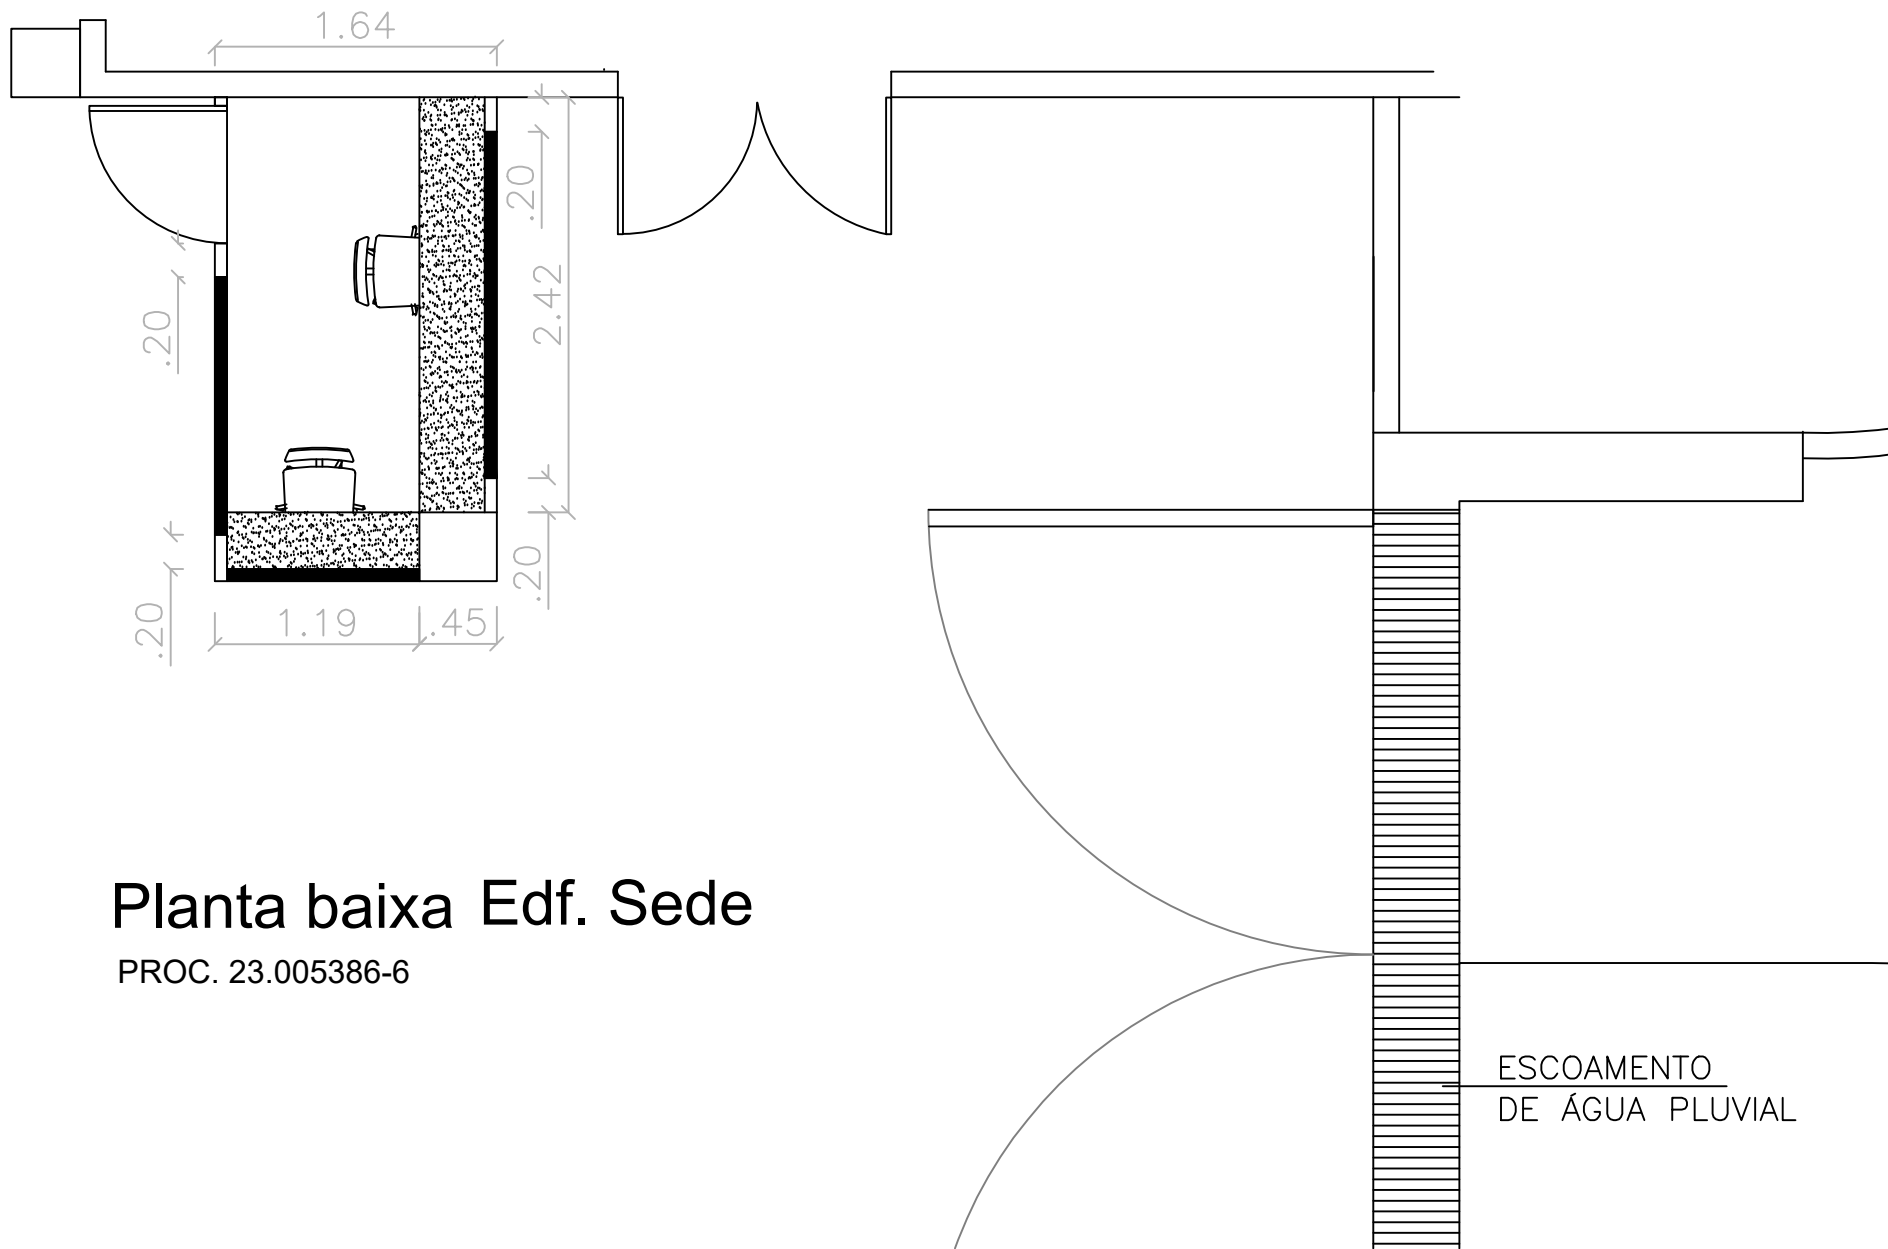 1.64
.20
2.42
.20
.20
.20
1.19
.45
Planta baixa Edf. Sede
PROC. 23.005386-6
ESCOAMENTO
DE ÁGUA PLUVIAL